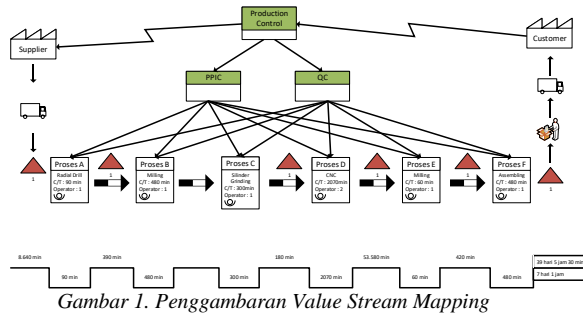 Production
Control
Supplier
Customer
PPIC
QC
Proses A
Radial Drill
C/T : 90 min
Operator : 1
Proses B
Milling
C/T : 480 min
Operator : 1
Proses C
Silinder
Grinding
C/T : 300min
Operator : 1
Proses D
CNC
C/T : 2070min
Operator : 2
Proses E
Milling
C/T : 60 min
Operator : 1
Proses F
Assembling
C/T : 480 min
Operator : 1
1
1
1
1
1
1
8.640 min
390 min
180 min
53.580 min
420 min
39 hari 5 jam 30 min
90 min
480 min
300 min
2070 min
60 min
480 min
7 hari 1 jam
Gambar 1. Penggambaran Value Stream Mapping